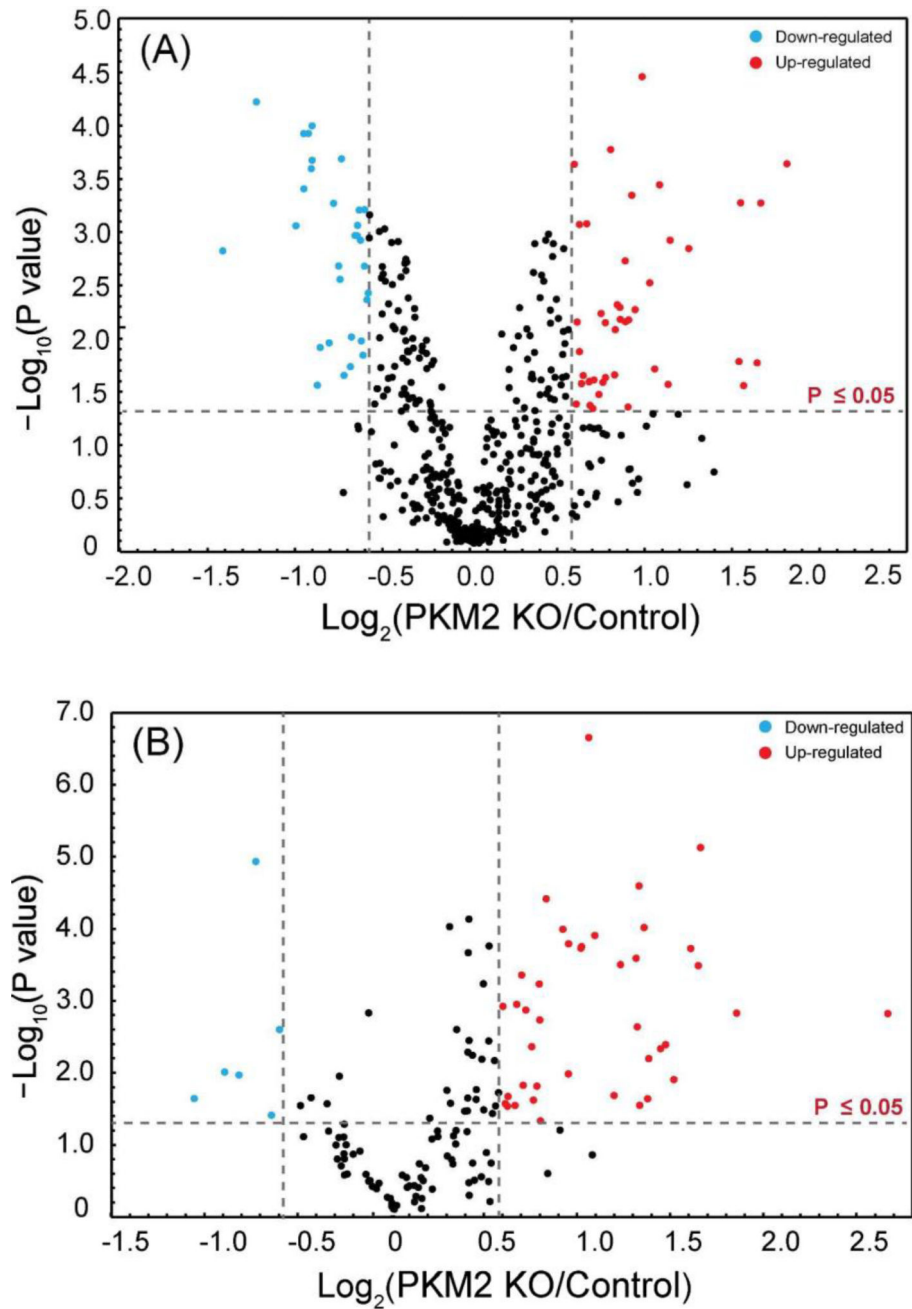 (A)
Down-regulated
Up-regulated
5.0
4.5
4.0
3.5
3.0
2.5
2.0
1.5
1.0
0.5
0
−Log10(P value)
P ≤ 0.05
-2.0 -1.5 -1.0 -0.5 0.0 0.5 1.0 1.5 2.0 2.5
Log2(PKM2 KO/Control)
(B)
Down-regulated
Up-regulated
7.0
6.0
5.0
4.0
3.0
2.0
1.0
0
−Log10(P value)
P ≤ 0.05
-1.5 -1.0 -0.5 0 0.5 1.0 1.5 2.0 2.5
Log2(PKM2 KO/Control)